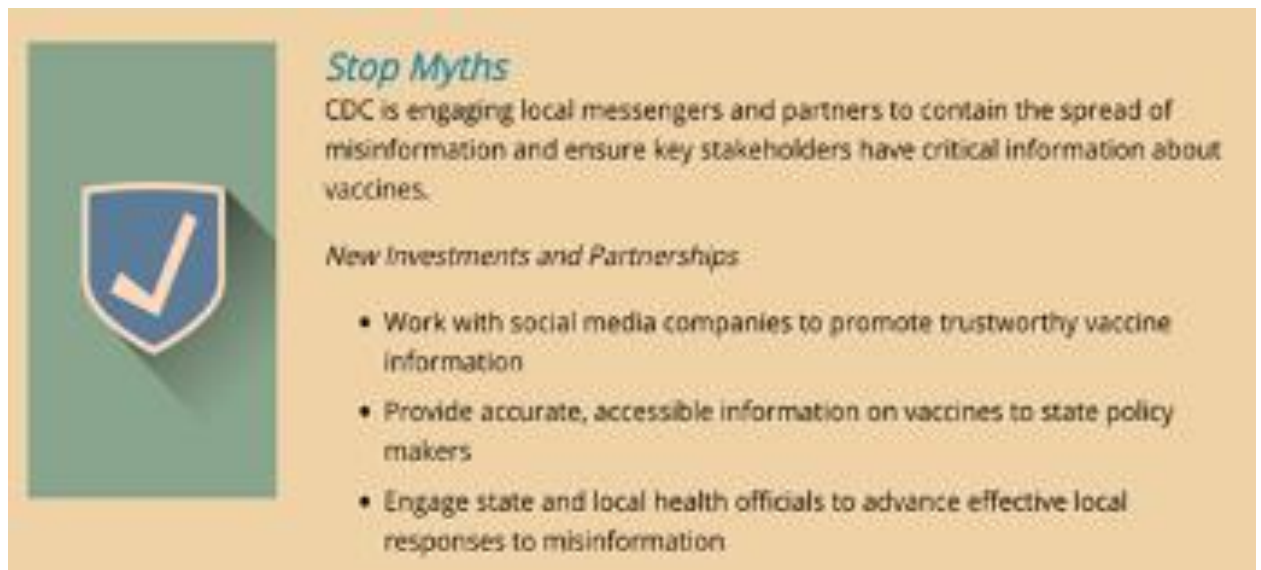 Stop Myths
CDC is engaging local messengers and partners to contain the spread of
misinformation and ensure key stakeholders have critical information about
vaccines.
New Investments and Partnerships
• Work with social media companies to promote trustworthy vaccine
information
• Provide accurate, accessible information on vaccines to state policy
makers
• Engage state and local health officials to advance effective local
responses to misinformation